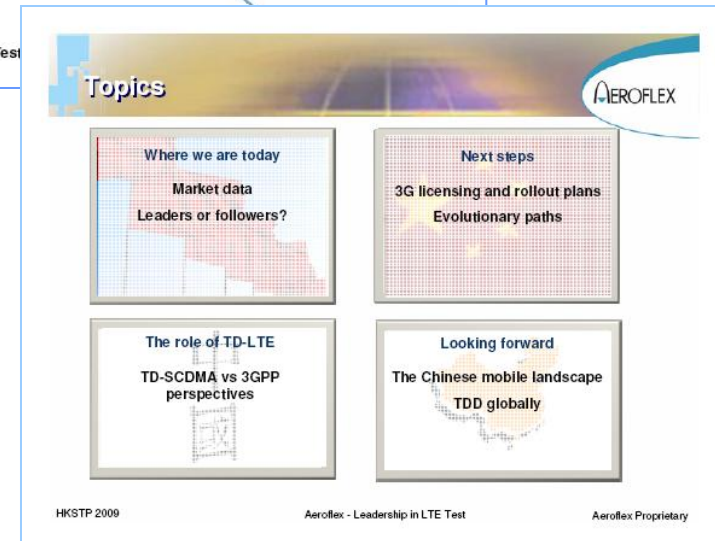 Topics
AEROFLEX
Where we are today
Market data
Leaders or followers?
Next steps
3G licensing and rollout plans
Evolutionary paths
The role of TD-LTE
TD-SCDMA vs 3GPP
perspectives
Looking forward
The Chinese mobile landscape
TDD globally
HKSTP 2009
Aeroflex - Leadership in LTE Test
Aeroflex Proprietary